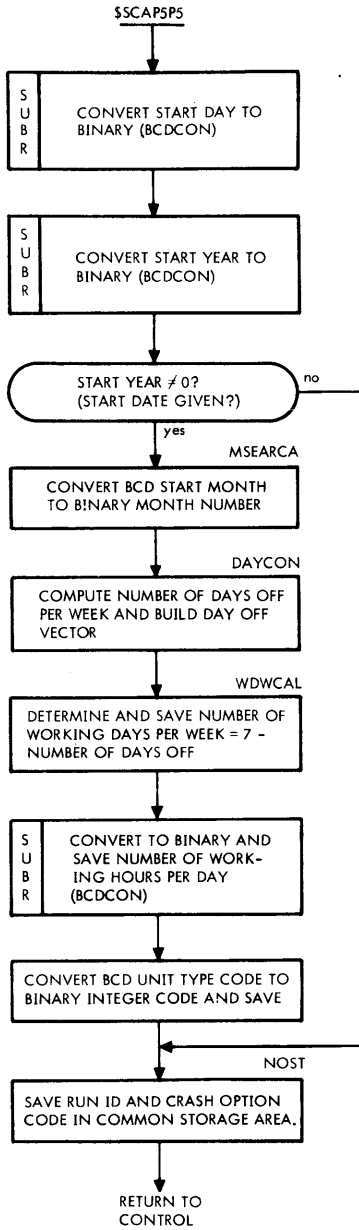 $SCAP5P5
S
U
B
R
CONVERT START DAY TO
BINARY (BCDCON)
S
U
B
R
CONVERT START YEAR TO
BINARY (BCDCON)
START YEAR ≠ 0?
(START DATE GIVEN?)
no
yes
MSEARCA
CONVERT BCD START MONTH
TO BINARY MONTH NUMBER
DAYCON
COMPUTE NUMBER OF DAYS OFF
PER WEEK AND BUILD DAY OFF
VECTOR
WDWCAL
DETERMINE AND SAVE NUMBER OF
WORKING DAYS PER WEEK = 7 -
NUMBER OF DAYS OFF
S
U
B
R
CONVERT TO BINARY AND
SAVE NUMBER OF WORK-
ING HOURS PER DAY
(BCDCON)
CONVERT BCD UNIT TYPE CODE TO
BINARY INTEGER CODE AND SAVE
NOST
SAVE RUN ID AND CRASH OPTION
CODE IN COMMON STORAGE AREA.
RETURN TO
CONTROL